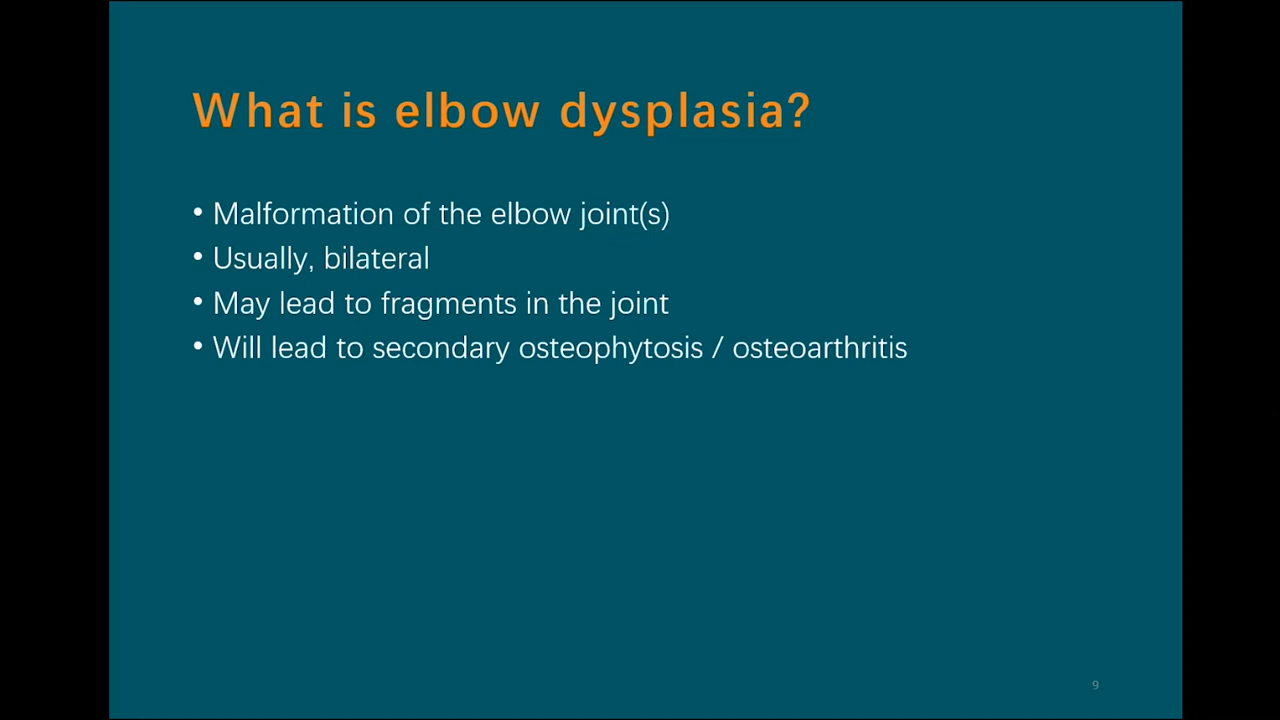 What is elbow dysplasia?
• Malformation of the elbow joint(s)
• Usually, bilateral
• May lead to fragments in the joint
• Will lead to secondary osteophytosis / osteoarthritis
9